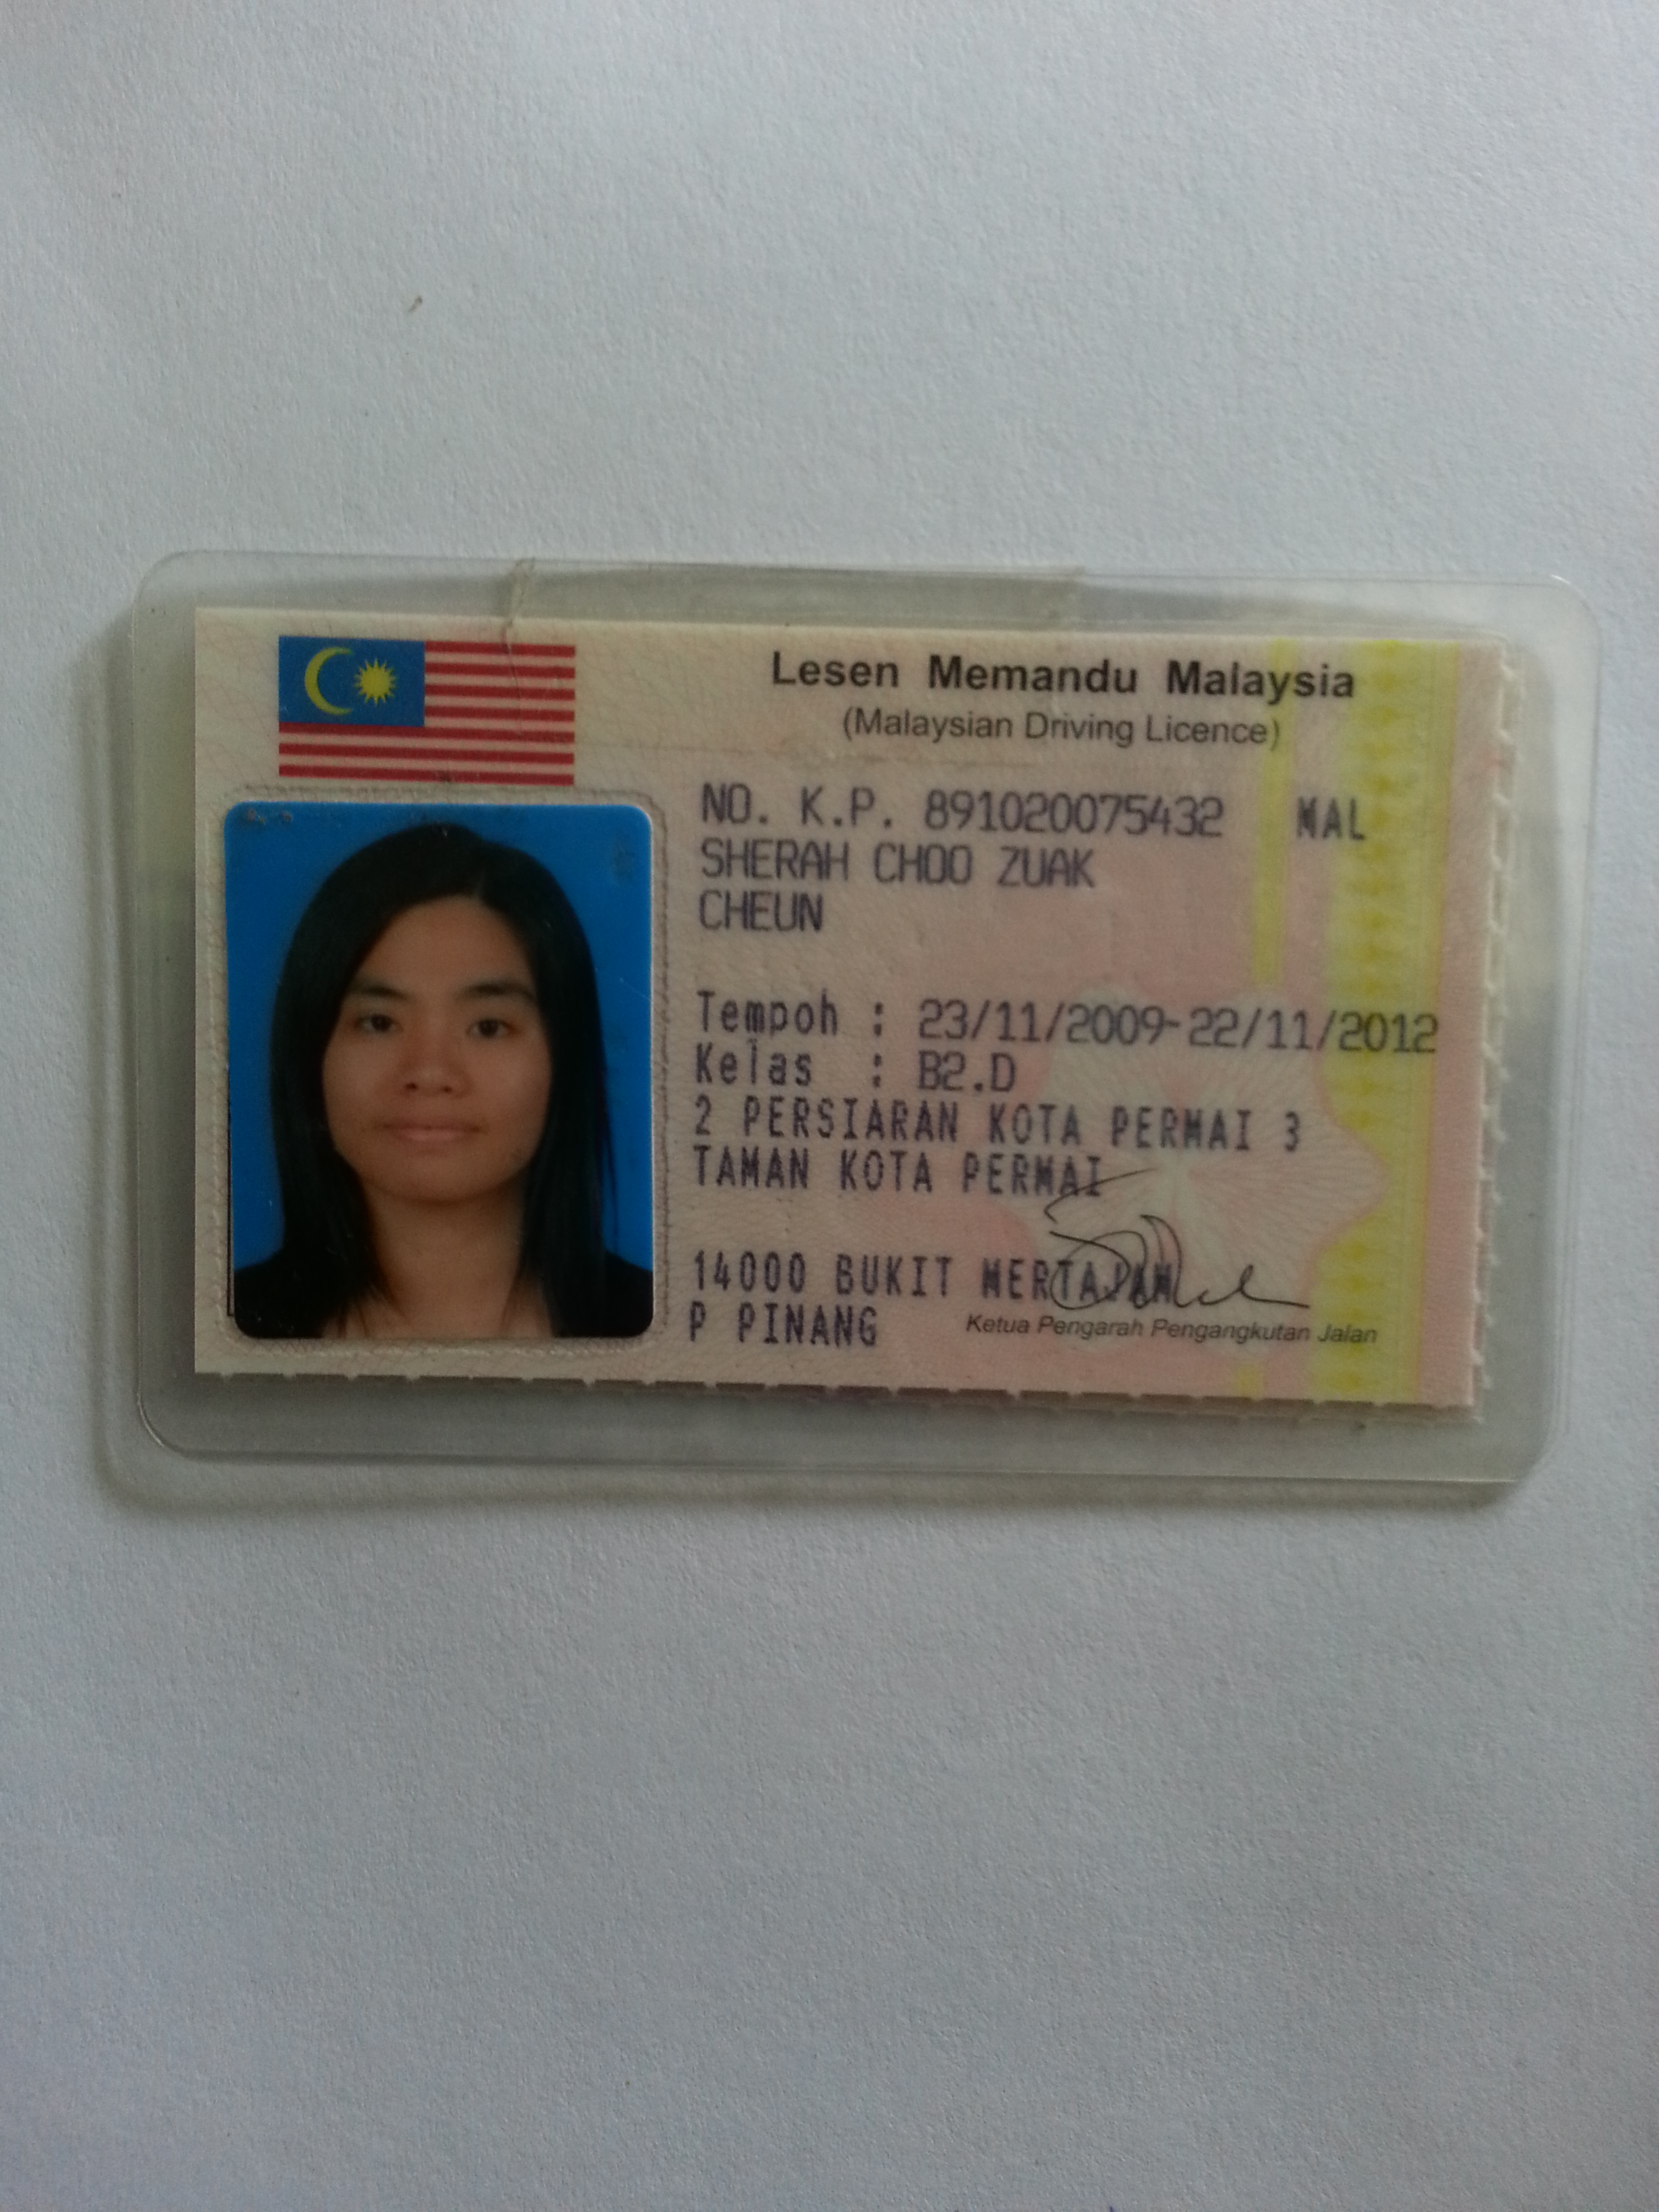 Lesen Memandu Malaysia
(Malaysian Driving Licence)
NO. K.P. 891020075432 MAL
SHERAH CHOO ZUAK
CHEUN
Tempoh : 23/11/2009-22/11/2012
Kelas : B2.D
2 PERSIARAN KOTA PERMAI 3
TAMAN KOTA PERMAI
14000 BUKIT MERTAJAM
P PINANG
Ketua Pengarah Pengangkutan Jalan